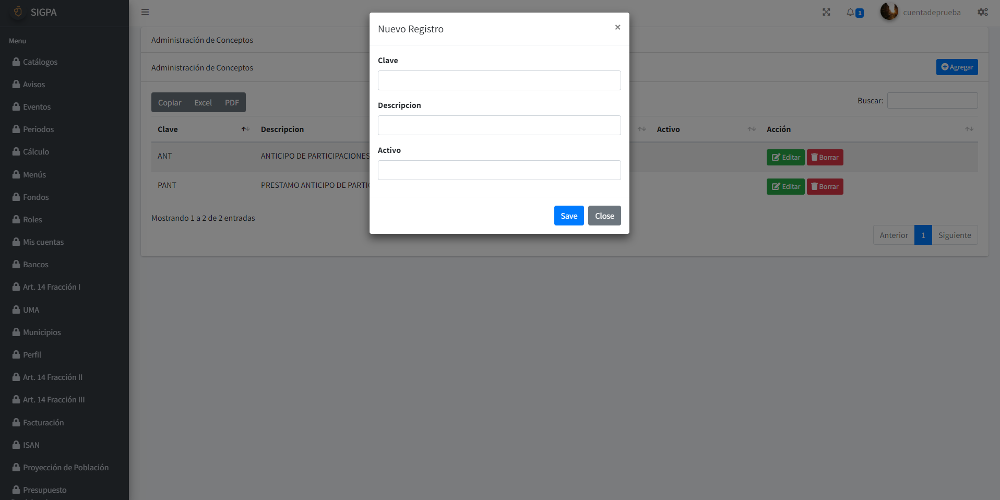 SIGPA
Menu
Catálogos
Avisos
Eventos
Periodos
Cálculo
Menús
Fondos
Roles
Mis cuentas
Bancos
Art. 14 Fracción I
UMA
Municipios
Perfil
Art. 14 Fracción II
Art. 14 Fracción III
Facturación
ISAN
Proyección de Población
Presupuesto
1
cuentadeprueba
Administración de Conceptos
Administración de Conceptos
Agregar
Copiar Excel PDF
Buscar:
Clave Descripcion Activo Acción
ANT ANTICIPO DE PARTICIPACIONES Editar Borrar
PANT PRESTAMO ANTICIPO DE Editar Borrar
Mostrando 1 a 2 de 2 entradas
Anterior 1 Siguiente
Nuevo Registro ×
Clave
Descripcion
Activo
Save Close